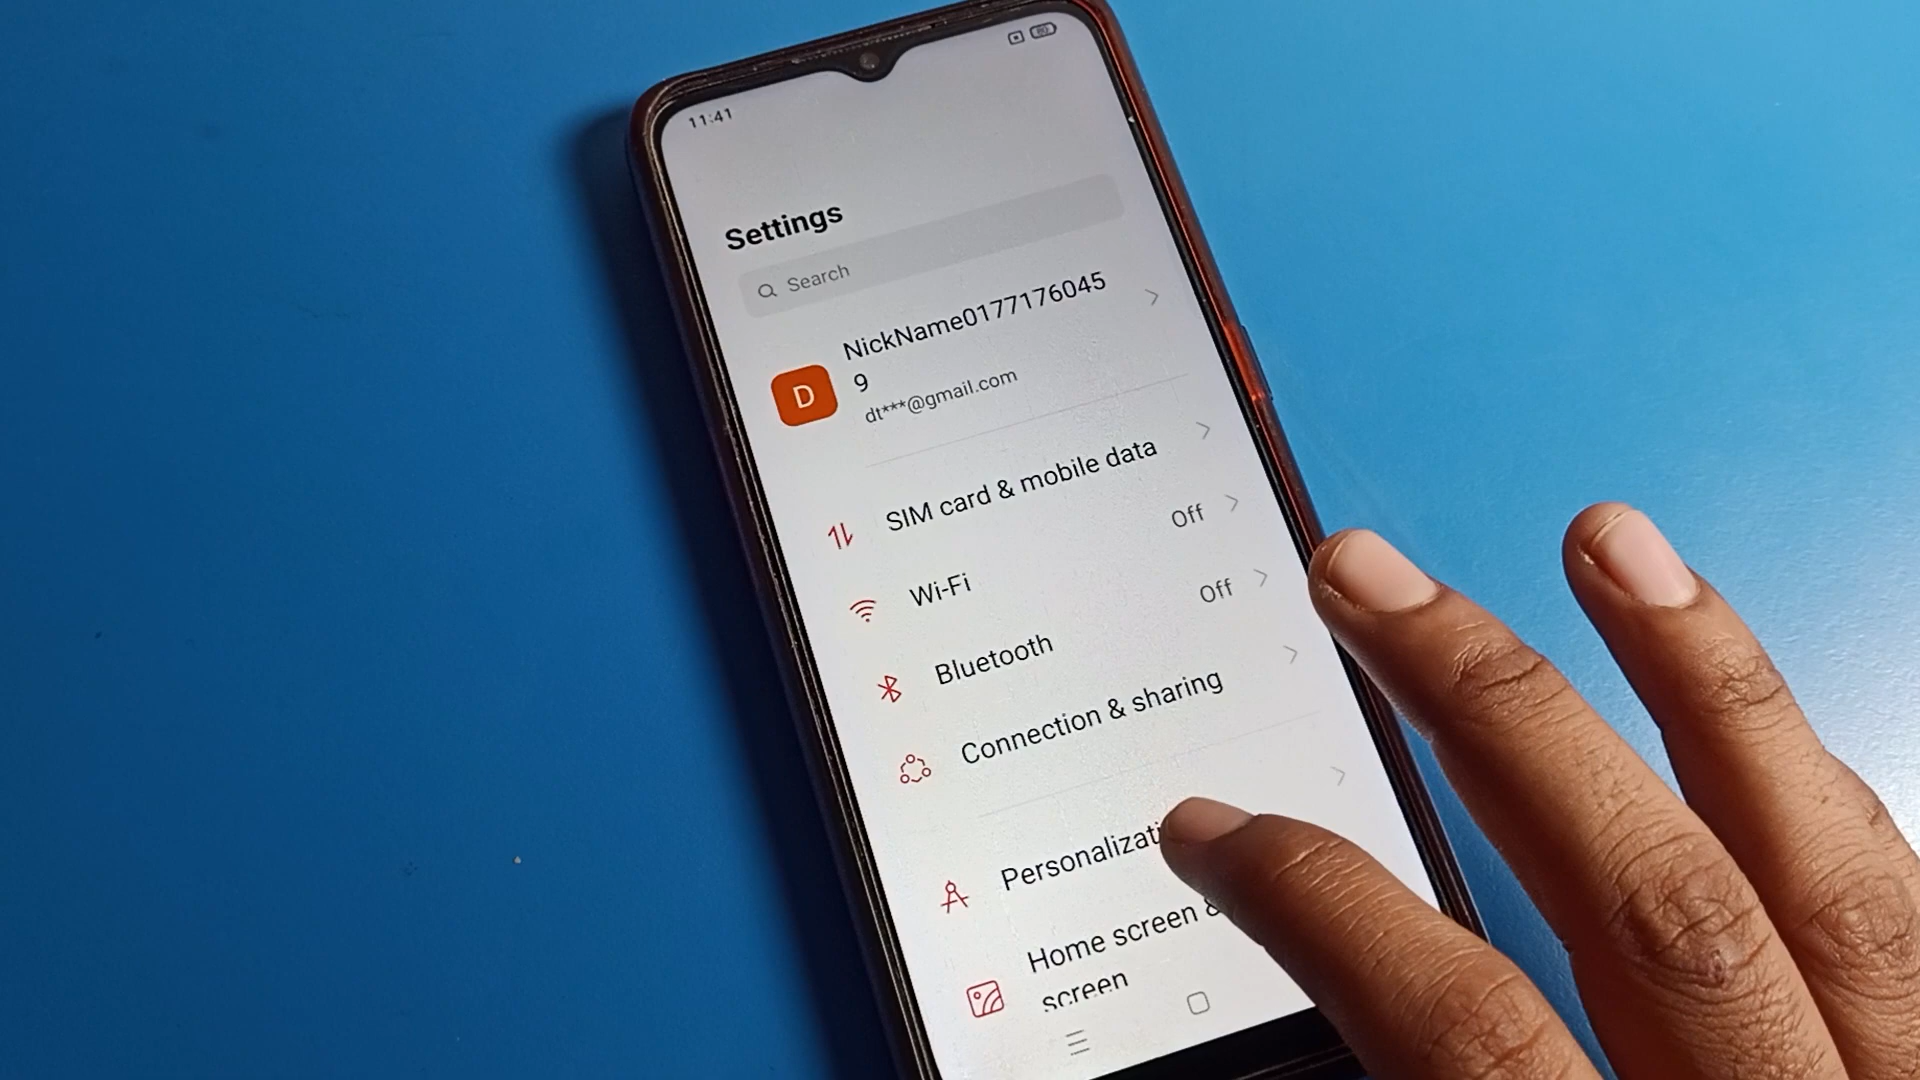 11:41
80
Settings
Search
NickName0177176045
9
D
dt***@gmail.com
SIM card & mobile data
Wi-Fi
Off
Bluetooth
Off
Connection & sharing
Personalizati
Home screen &
screen